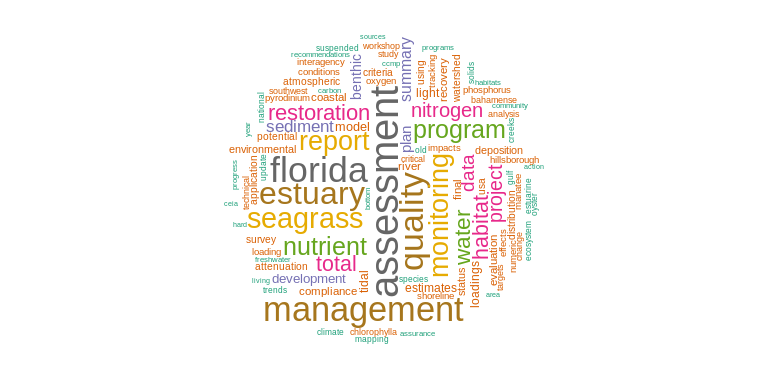 sources
suspended
workshop
programs
recommendations
study
interagency
ccmp
summary
conditions
criteria
using
tracking
recovery
watershed
solids
atmospheric
benthic
oxygen
habitats
southwest
carbon
light
phosphorus
pyrodinium
coastal
assessment
bahamense
national
restoration
nitrogen
community
analysis
year
sediment
model
plan
program
creeks
potential
report
environmental
old
impacts
deposition
progress
update
florida
critical
river
monitoring
data
hillsborough
action
technical
application
estuary
quality
final
usa
project
gulf
manatee
estuarine
oyster
ceia
bottom
seagrass
water
habitat
distribution
hard
survey
nutrient
numeric
change
ecosystem
loading
effects
freshwater
total
evaluation
targets
attenuation
tidal
species
status
living
development
estimates
loadings
trends
compliance
shoreline
area
management
climate
chlorophylla
assurance
mapping